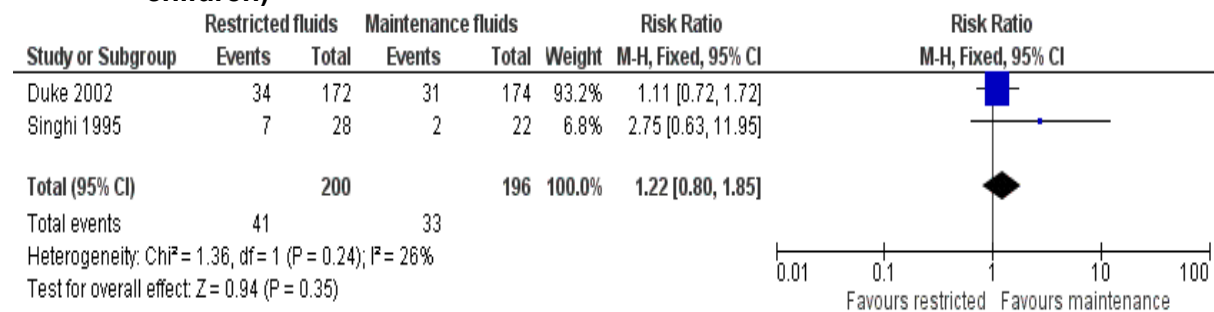 children)
Restricted fluids Maintenance fluids Risk Ratio Risk Ratio
Study or Subgroup Events Total Events Total Weight M-H, Fixed, 95% CI M-H, Fixed, 95% CI
Duke 2002 34 172 31 174 93.2% 1.11 [0.72, 1.72]
Singhi 1995 7 28 2 22 6.8% 2.75 [0.63, 11.95]
Total (95% CI) 200 196 100.0% 1.22 [0.80, 1.85]
Total events 41 33
Heterogeneity: Chi² = 1.36, df = 1 (P = 0.24); I² = 26%
Test for overall effect: Z = 0.94 (P = 0.35)
0.01 0.1 1 10 100
Favours restricted Favours maintenance